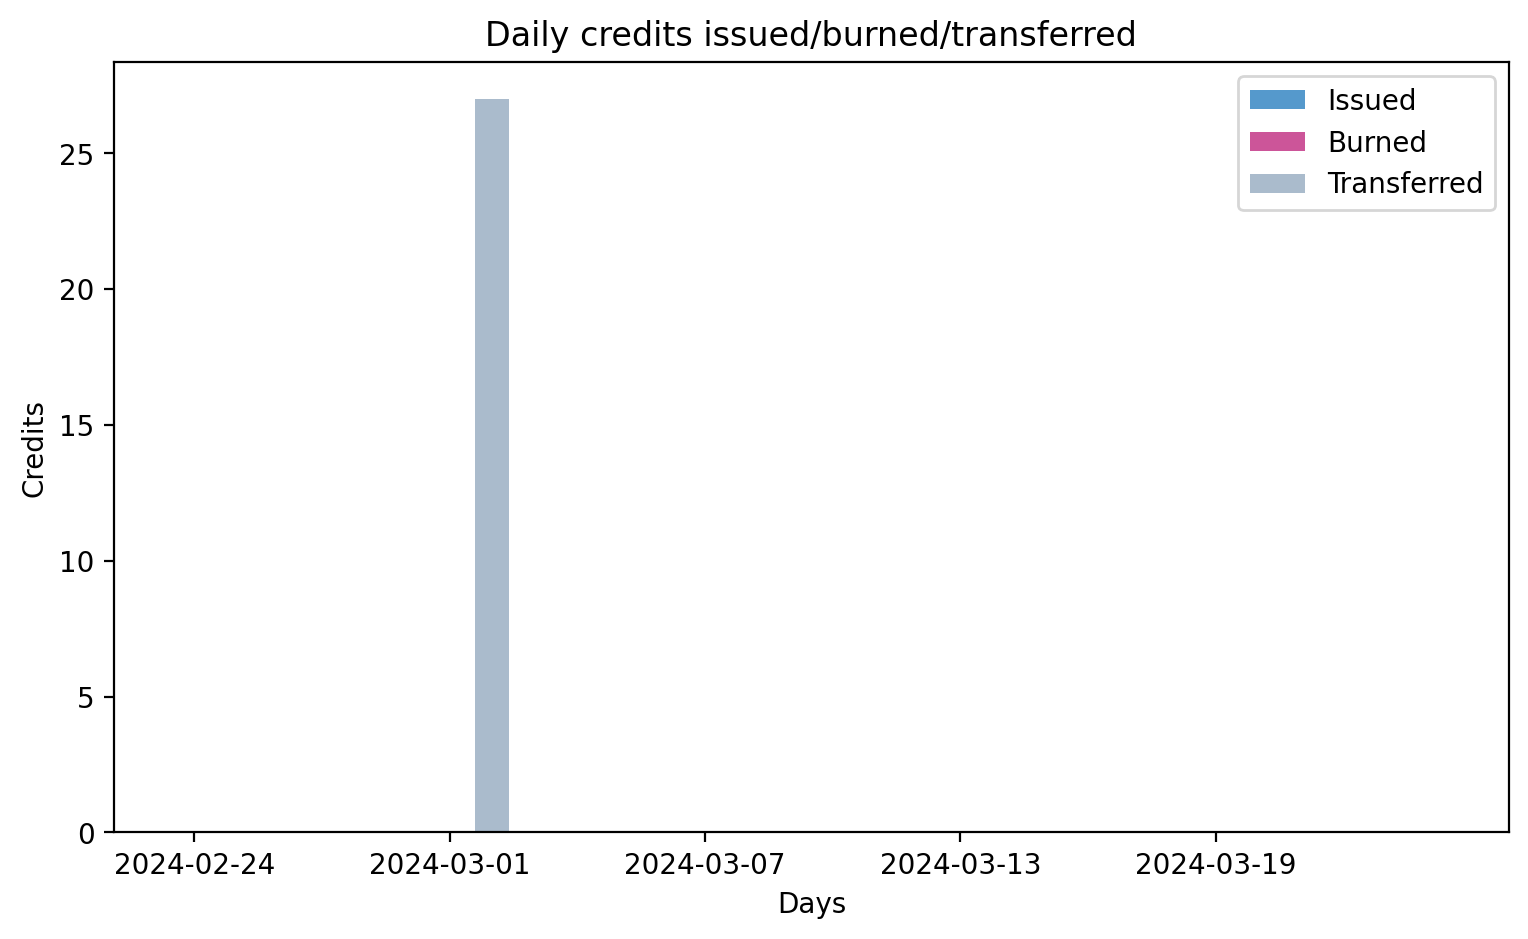 Daily credits issued/burned/transferred
Issued
Burned
Transferred
25
20
15
10
5
0
Credits
2024-02-24
2024-03-01
2024-03-07
2024-03-13
2024-03-19
Days